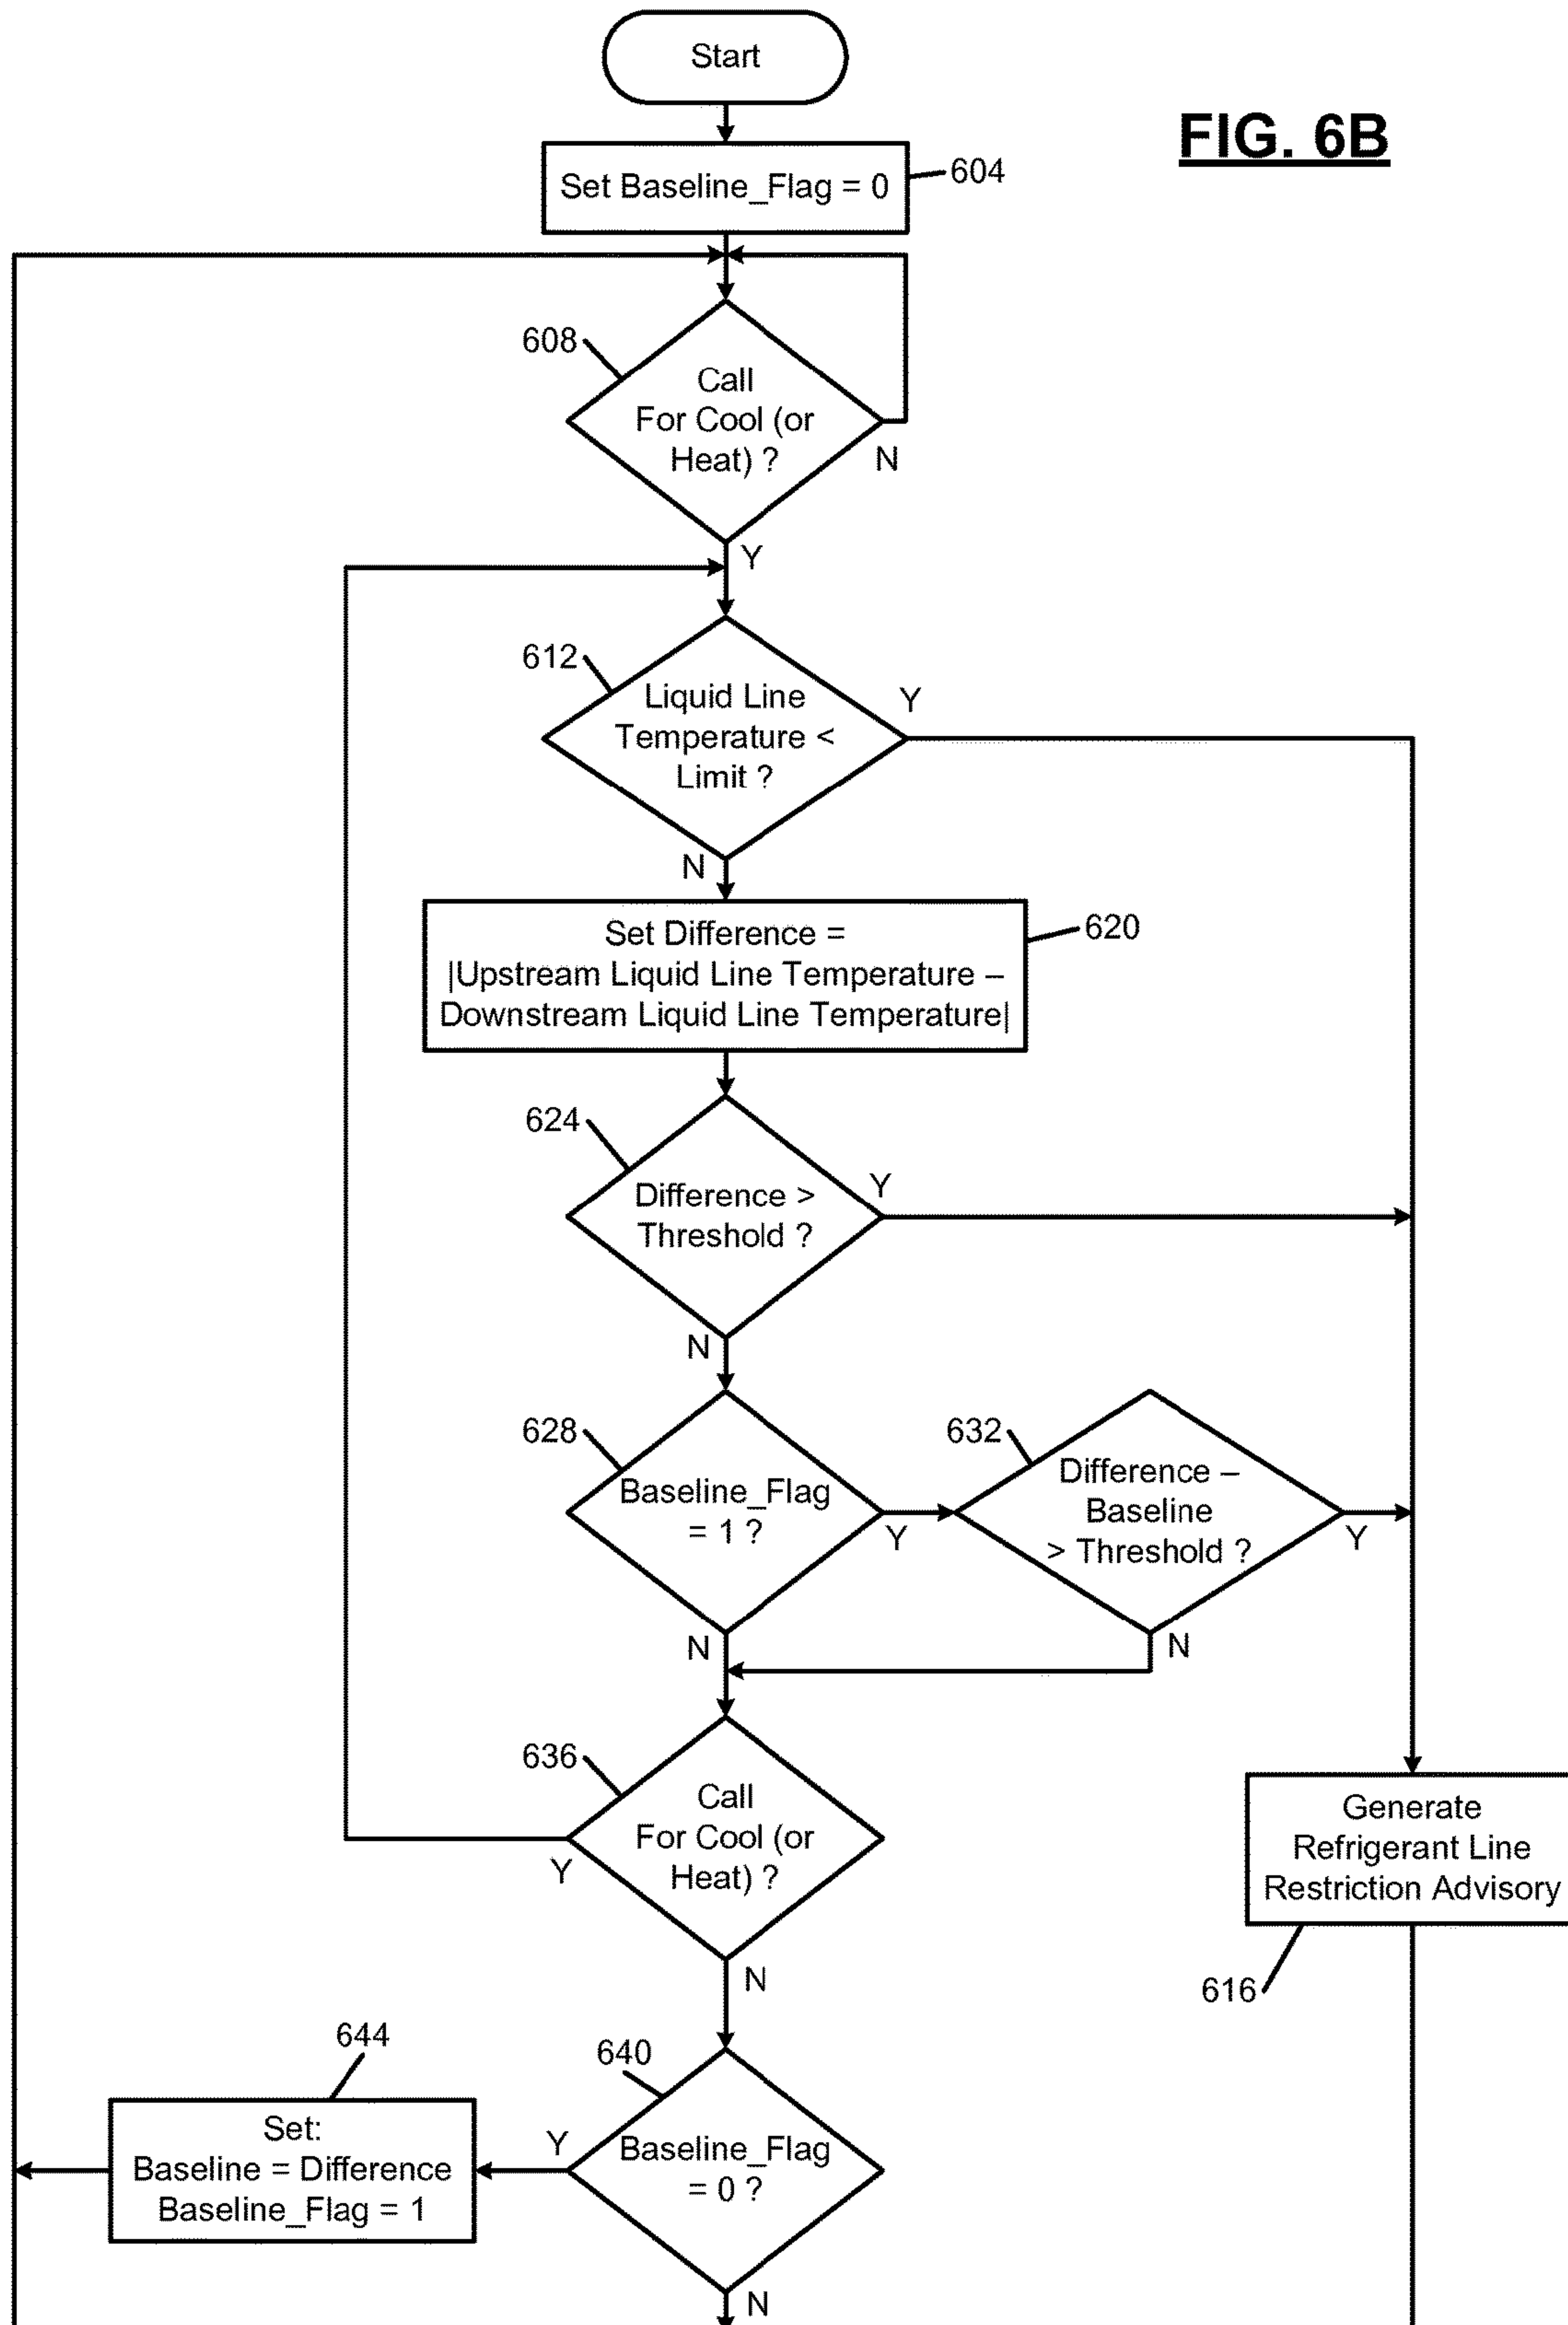 Start
FIG. 6B
Set Baseline_Flag = 0
604
608
Call
For Cool (or
Heat) ?
N
Y
612
Liquid Line
Temperature <
Limit ?
Y
N
Set Difference =
|Upstream Liquid Line Temperature –
Downstream Liquid Line Temperature|
620
624
Difference >
Threshold ?
Y
N
628
Baseline_Flag
= 1 ?
Y
N
632
Difference –
Baseline
> Threshold ?
Y
N
636
Call
For Cool (or
Heat) ?
Y
N
Generate
Refrigerant Line
Restriction Advisory
616
640
Baseline_Flag
= 0 ?
Y
N
644
Set:
Baseline = Difference
Baseline_Flag = 1